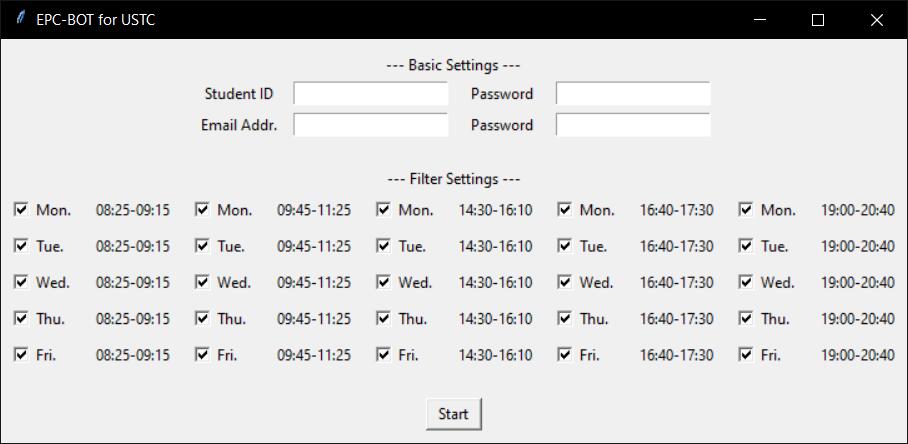 EPC-BOT for USTC
--- Basic Settings ---
Student ID Password
Email Addr. Password
--- Filter Settings ---
Mon. 08:25-09:15 Mon. 09:45-11:25 Mon. 14:30-16:10 Mon. 16:40-17:30 Mon. 19:00-20:40
Tue. 08:25-09:15 Tue. 09:45-11:25 Tue. 14:30-16:10 Tue. 16:40-17:30 Tue. 19:00-20:40
Wed. 08:25-09:15 Wed. 09:45-11:25 Wed. 14:30-16:10 Wed. 16:40-17:30 Wed. 19:00-20:40
Thu. 08:25-09:15 Thu. 09:45-11:25 Thu. 14:30-16:10 Thu. 16:40-17:30 Thu. 19:00-20:40
Fri. 08:25-09:15 Fri. 09:45-11:25 Fri. 14:30-16:10 Fri. 16:40-17:30 Fri. 19:00-20:40
Start